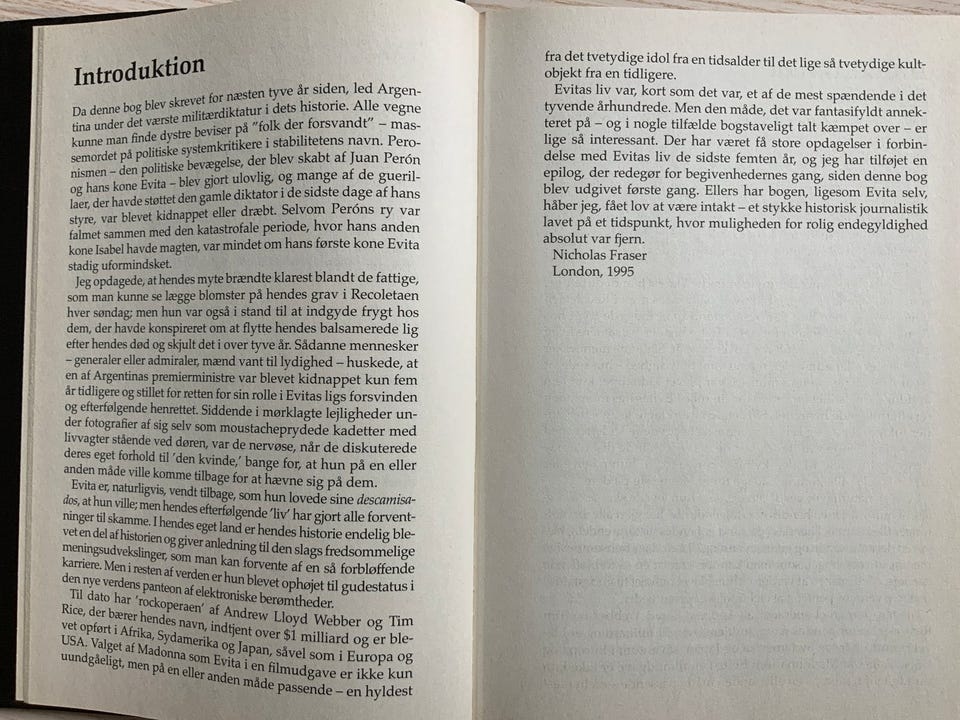 Introduktion
Da denne bog blev skrevet for næsten tyve år siden, led Argen-
tina under det værste militærdiktatur i dets historie. Alle vegne
kunne man finde dystre beviser på "folk der forsvandt" – mas-
semordet på politiske systemkritikere i stabilitetens navn. Pero-
nismen – den politiske bevægelse, der blev skabt af Juan Perón
og hans kone Evita – blev gjort ulovlig, og mange af de gueril-
laer, der havde støttet den gamle diktator i de sidste dage af hans
styre, var blevet kidnappet eller dræbt. Selvom Peróns ry var
falmet sammen med den katastrofale periode, hvor hans anden
kone Isabel havde magten, var mindet om hans første kone Evita
stadig uformindsket.
Jeg opdagede, at hendes myte brændte klarest blandt de fattige,
som man kunne se lægge blomster på hendes grav i Recoletaen
hver søndag; men hun var også i stand til at indgyde frygt hos
dem, der havde konspireret om at flytte hendes balsamerede lig
efter hendes død og skjult det i over tyve år. Sådanne mennesker
– generaler eller admiraler, mænd vant til lydighed – huskede, at
en af Argentinas premierministre var blevet kidnappet kun fem
år tidligere og stillet for retten for sin rolle i Evitas ligs forsvinden
og efterfølgende henrettet. Siddende i mørklagte lejligheder un-
der fotografier af sig selv som moustacheprydede kadetter med
livvagter stående ved døren, var de nervøse, når de diskuterede
deres eget forhold til 'den kvinde,' bange for, at hun på en eller
anden måde ville komme tilbage for at hævne sig på dem.
Evita er, naturligvis, vendt tilbage, som hun lovede sine descamisa-
dos, at hun ville; men hendes efterfølgende 'liv' har gjort alle forvent-
ninger til skamme. I hendes eget land er hendes historie endelig ble-
vet en del af historien og giver anledning til den slags fredsommelige
meningsudvekslinger, som man kan forvente af en så forbløffende
karriere. Men i resten af verden er hun blevet ophøjet til gudestatus i
den nye verdens panteon af elektroniske berømtheder.
Til dato har 'rockoperaen' af Andrew Lloyd Webber og Tim
Rice, der bærer hendes navn, indtjent over $1 milliard og er ble-
vet opført i Afrika, Sydamerika og Japan, såvel som i Europa og
USA. Valget af Madonna som Evita i en filmudgave er ikke kun
uundgåeligt, men på en eller anden måde passende – en hyldest
fra det tvetydige idol fra en tidsalder til det lige så tvetydige kult-
objekt fra en tidligere.
Evitas liv var, kort som det var, et af de mest spændende i det
tyvende århundrede. Men den måde, det var fantasifyldt annek-
teret på – og i nogle tilfælde bogstaveligt talt kæmpet over – er
lige så interessant. Der har været få store opdagelser i forbin-
delse med Evitas liv de sidste femten år, og jeg har tilføjet en
epilog, der redegør for begivenhedernes gang, siden denne bog
blev udgivet første gang. Ellers har bogen, ligesom Evita selv,
håber jeg, fået lov at være intakt – et stykke historisk journalistik
lavet på et tidspunkt, hvor muligheden for rolig endegyldighed
absolut var fjern.
Nicholas Fraser
London, 1995